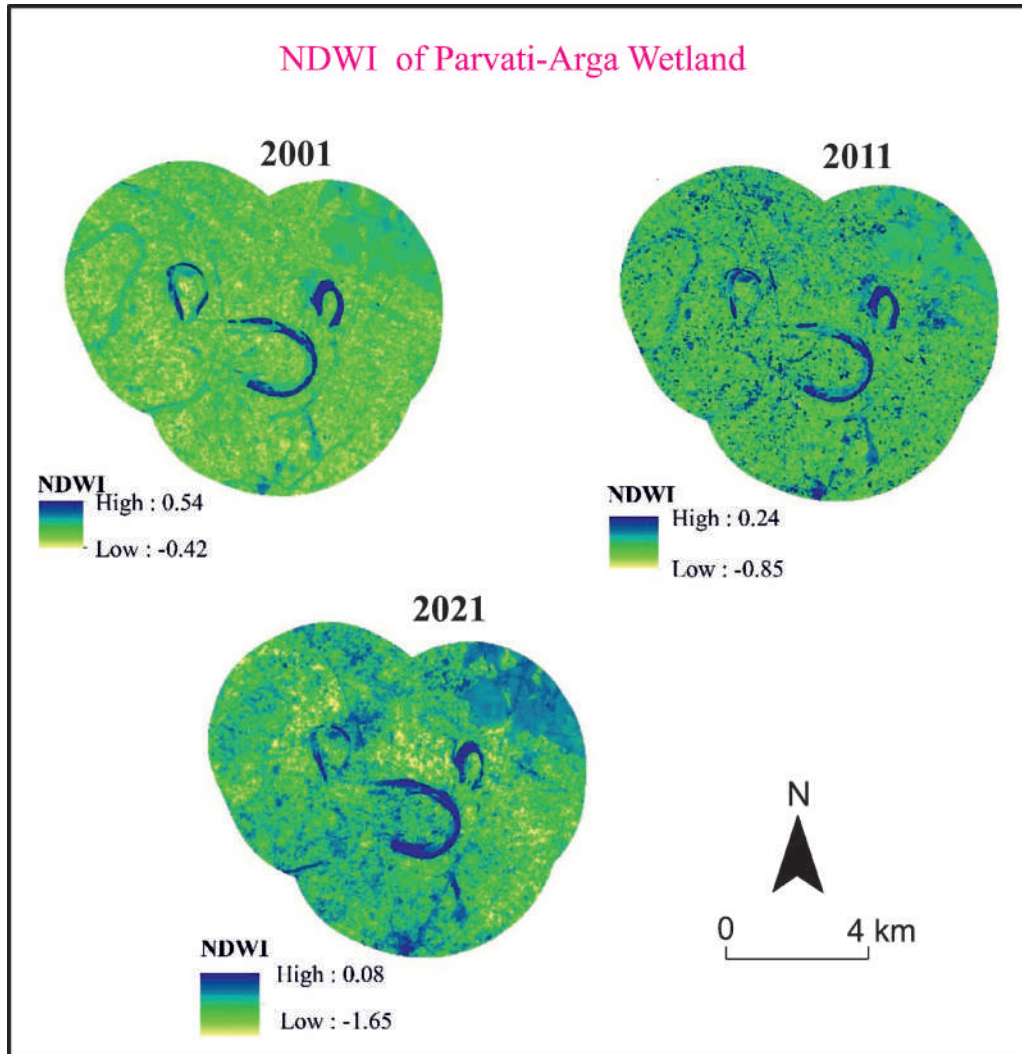 NDWI of Parvati-Arga Wetland
2001
NDWI
High : 0.54
Low : -0.42
2011
NDWI
High : 0.24
Low : -0.85
2021
NDWI
High : 0.08
Low : -1.65
N
0 4 km